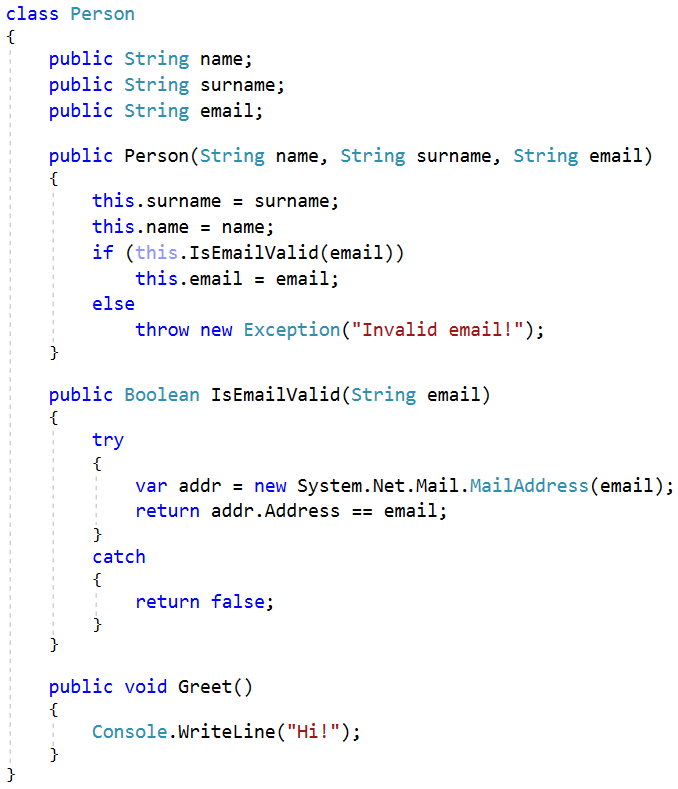 class Person
{
    public String name;
    public String surname;
    public String email;

    public Person(String name, String surname, String email)
    {
        this.surname = surname;
        this.name = name;
        if (this.IsEmailValid(email))
            this.email = email;
        else
            throw new Exception("Invalid email!");
    }

    public Boolean IsEmailValid(String email)
    {
        try
        {
            var addr = new System.Net.Mail.MailAddress(email);
            return addr.Address == email;
        }
        catch
        {
            return false;
        }
    }

    public void Greet()
    {
        Console.WriteLine("Hi!");
    }
}